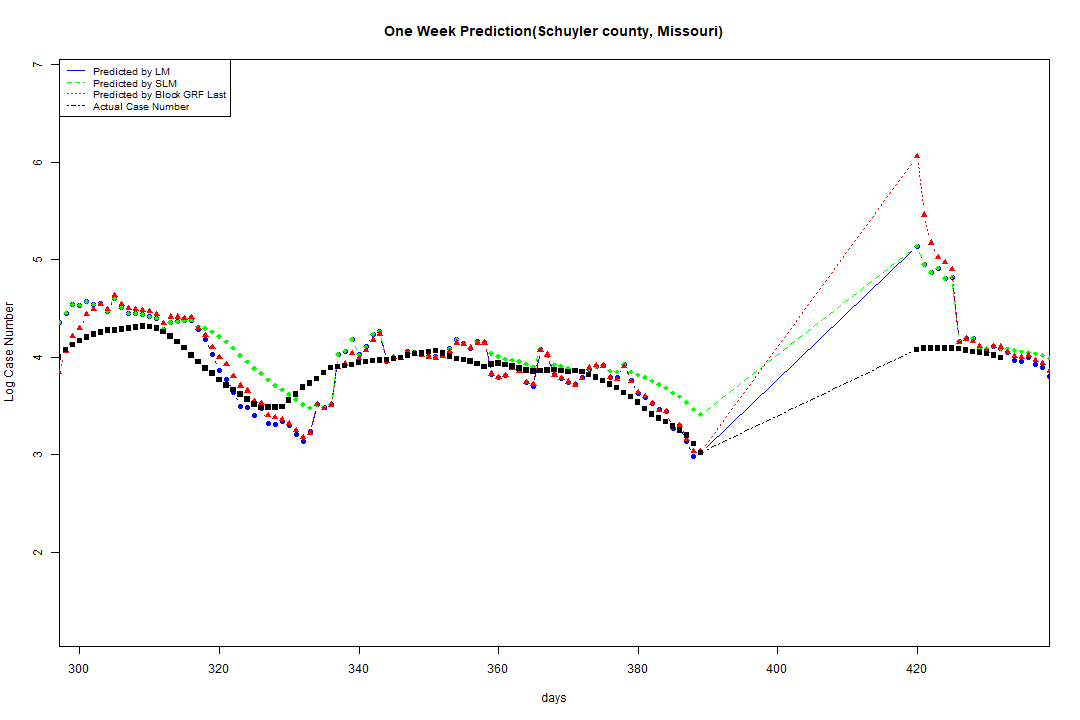 One Week Prediction(Schuyler county, Missouri)
Predicted by LM
Predicted by SLM
Predicted by Block GRF Last
Actual Case Number
7
6
5
4
3
2
Log Case Number
300 320 340 360 380 400 420
days